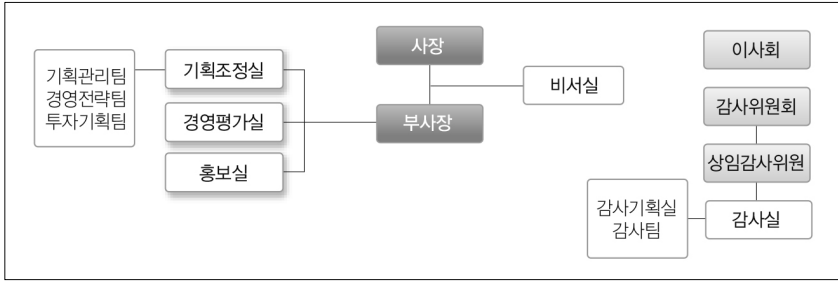 사장
이사회
기획관리팀
경영전략팀
투자기획팀
기획조정실
비서실
감사위원회
경영평가실
부사장
홍보실
상임감사위원
감사기획실
감사팀
감사실